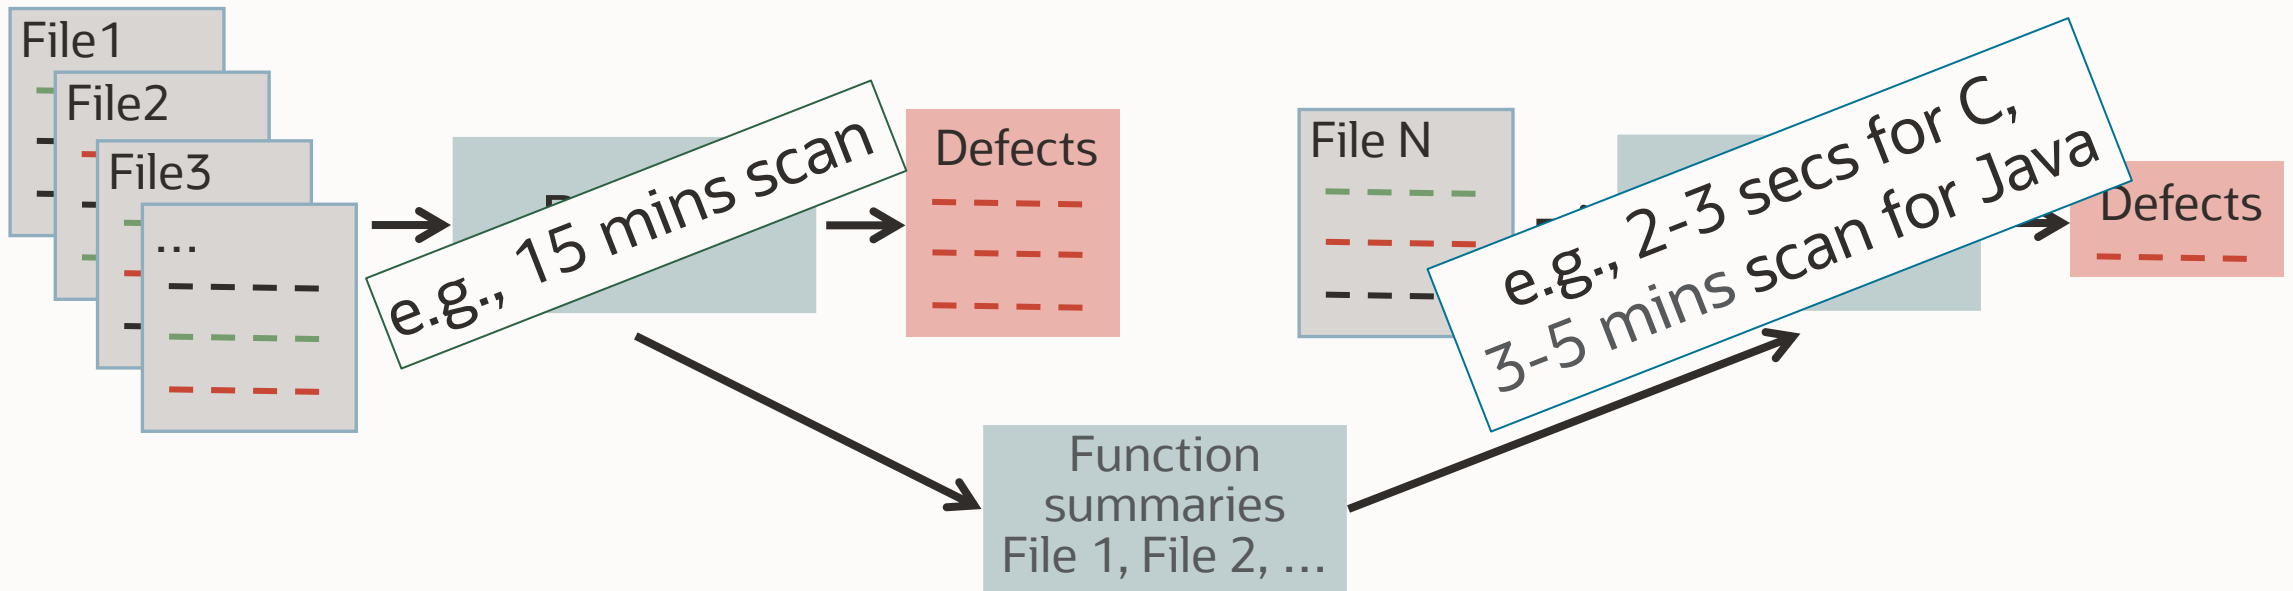 File1
File2
File3
...
e.g., 15 mins scan
Defects
File N
e.g., 2-3 secs for C,
3-5 mins scan for Java
Defects
Function
summaries
File 1, File 2, ...